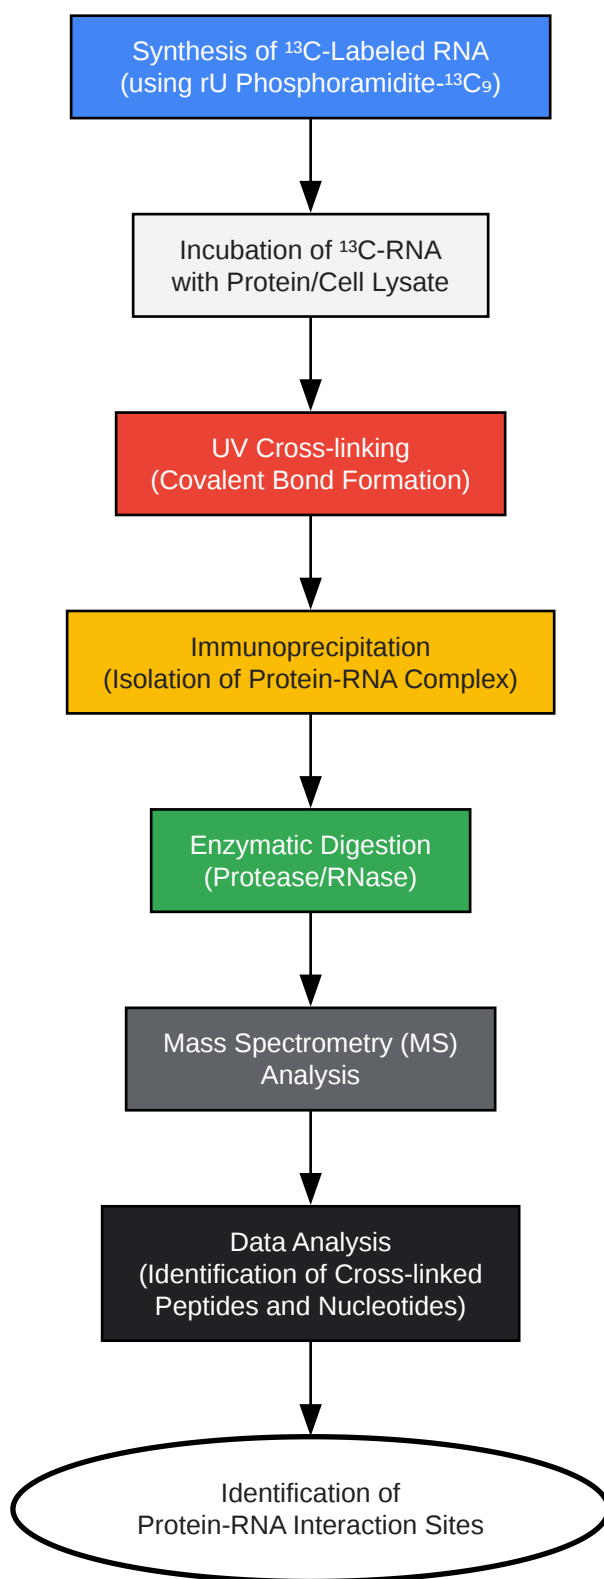 Synthesis of ¹³C-Labeled RNA
(using rU Phosphoramidite-¹³C₉)
Incubation of ¹³C-RNA
with Protein/Cell Lysate
UV Cross-linking
(Covalent Bond Formation)
Immunoprecipitation
(Isolation of Protein-RNA Complex)
Enzymatic Digestion
(Protease/RNase)
Mass Spectrometry (MS)
Analysis
Data Analysis
(Identification of Cross-linked
Peptides and Nucleotides)
Identification of
Protein-RNA Interaction Sites